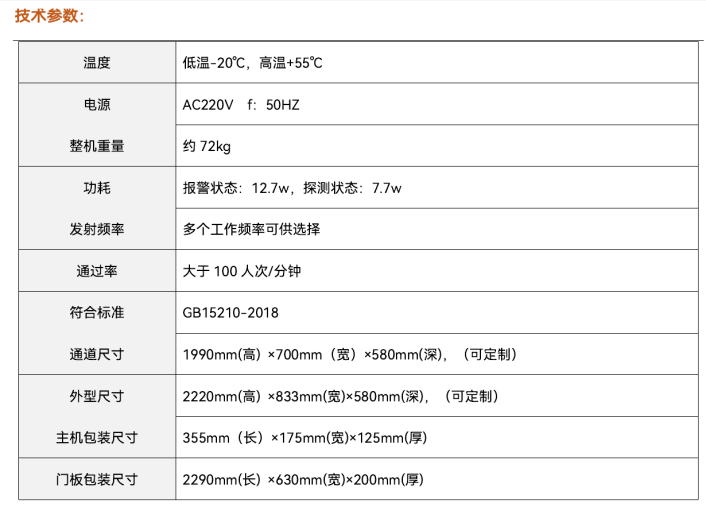 技术参数：
温度 低温-20℃，高温+55℃
电源 AC220V f：50HZ
整机重量 约 72kg
功耗 报警状态：12.7w，探测状态：7.7w
发射频率 多个工作频率可供选择
通过率 大于 100 人次/分钟
符合标准 GB15210-2018
通道尺寸 1990mm(高) ×700mm（宽）×580mm(深)，（可定制）
外型尺寸 2220mm(高) ×833mm(宽)×580mm(深)，（可定制）
主机包装尺寸 355mm（长）×175mm(宽)×125mm(厚)
门板包装尺寸 2290mm(长) ×630mm(宽)×200mm(厚)